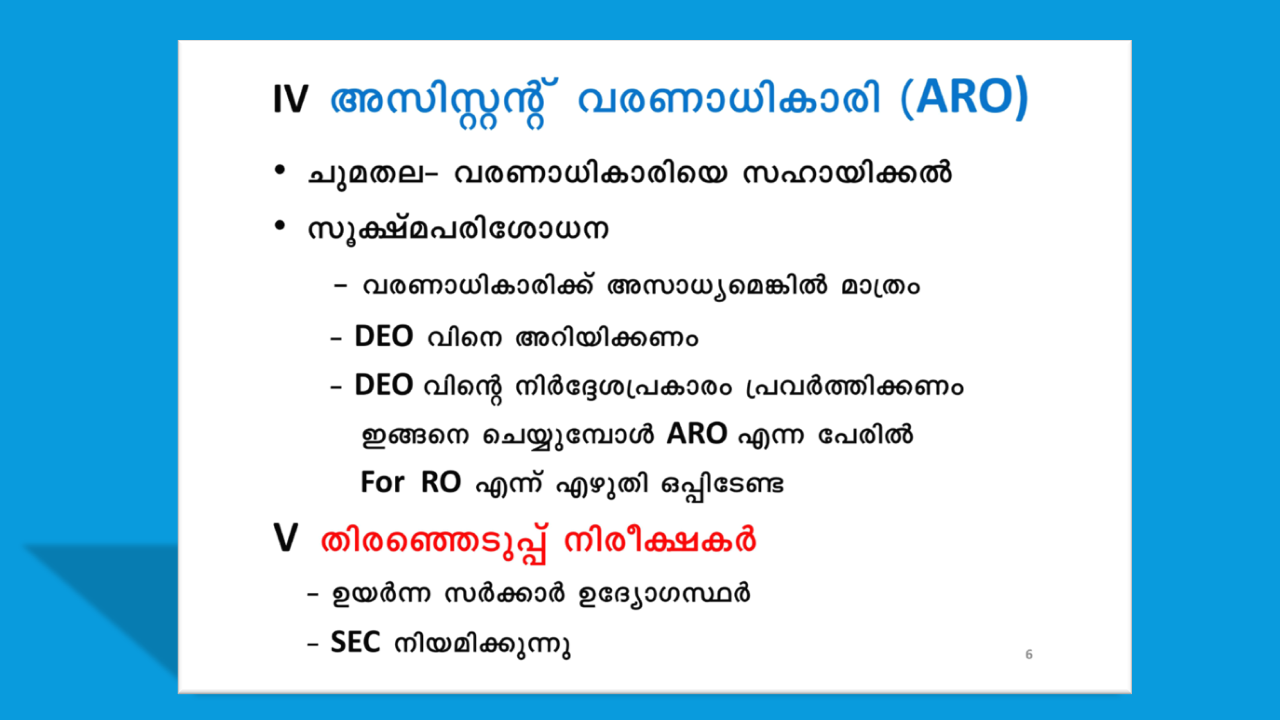 IV അസിസ്റ്റന്റ് വരണാധികാരി (ARO)
• ചുമതല– വരണാധികാരിയെ സഹായിക്കൽ
• സൂക്ഷ്മപരിശോധന
– വരണാധികാരിക്ക് അസാധ്യമെങ്കിൽ മാത്രം
– DEO വിനെ അറിയിക്കണം
– DEO വിന്റെ നിർദ്ദേശപ്രകാരം പ്രവർത്തിക്കണം
ഇങ്ങനെ ചെയ്യുമ്പോൾ ARO എന്ന പേരിൽ
For RO എന്ന് എഴുതി ഒപ്പിടേണ്ട
V തിരഞ്ഞെടുപ്പ് നിരീക്ഷകർ
– ഉയർന്ന സർക്കാർ ഉദ്യോഗസ്ഥർ
– SEC നിയമിക്കുന്നു
6